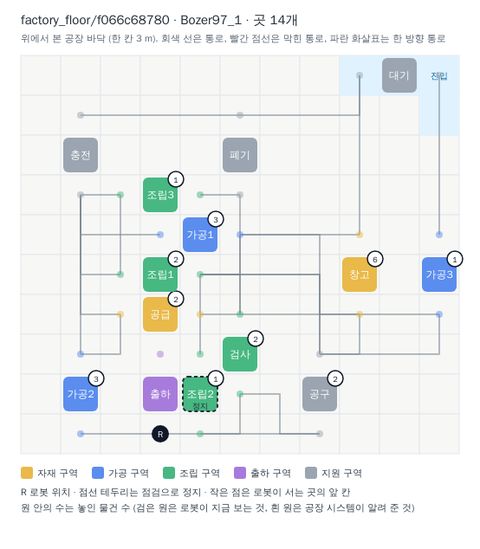 factory_floor/f066c68780 · Bozer97_1 · 곳 14개
위에서 본 공장 바닥 (한 칸 3 m). 회색 선은 통로, 빨간 점선은 막힌 통로, 파란 화살표는 한 방향 통로
대기
충전
폐기
조립3 1
가공1 3
조립1 2
창고 6
가공3 1
공급 2
검사 2
가공2 3
출하
조립2 1
정지
공구 2
R
자재 구역 가공 구역 조립 구역 출하 구역 지원 구역
R 로봇 위치 · 점선 테두리는 점검으로 정지 · 작은 점은 로봇이 서는 곳의 앞 칸
원 안의 수는 놓인 물건 수 (검은 원은 로봇이 지금 보는 것, 흰 원은 공장 시스템이 알려 준 것)